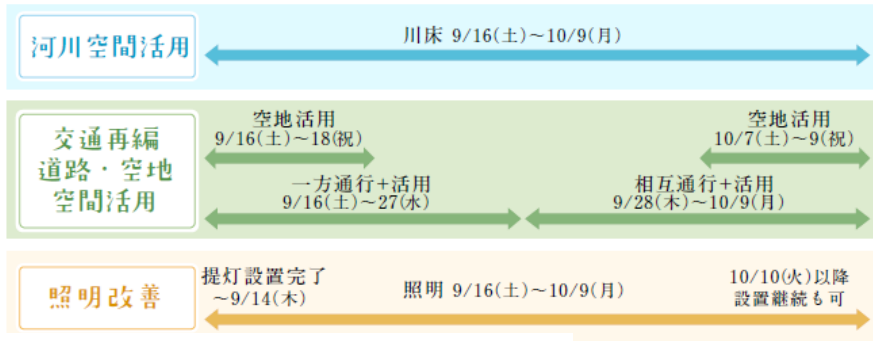 河川空間活用
川床 9/16(土)～10/9(月)
交通再編
道路・空地
空間活用
空地活用
9/16(土)～18(祝)
空地活用
10/7(土)～9(祝)
一方通行+活用
9/16(土)～27(水)
相互通行+活用
9/28(木)～10/9(月)
照明改善
提灯設置完了
～9/14(木)
照明 9/16(土)～10/9(月)
10/10(火)以降
設置継続も可